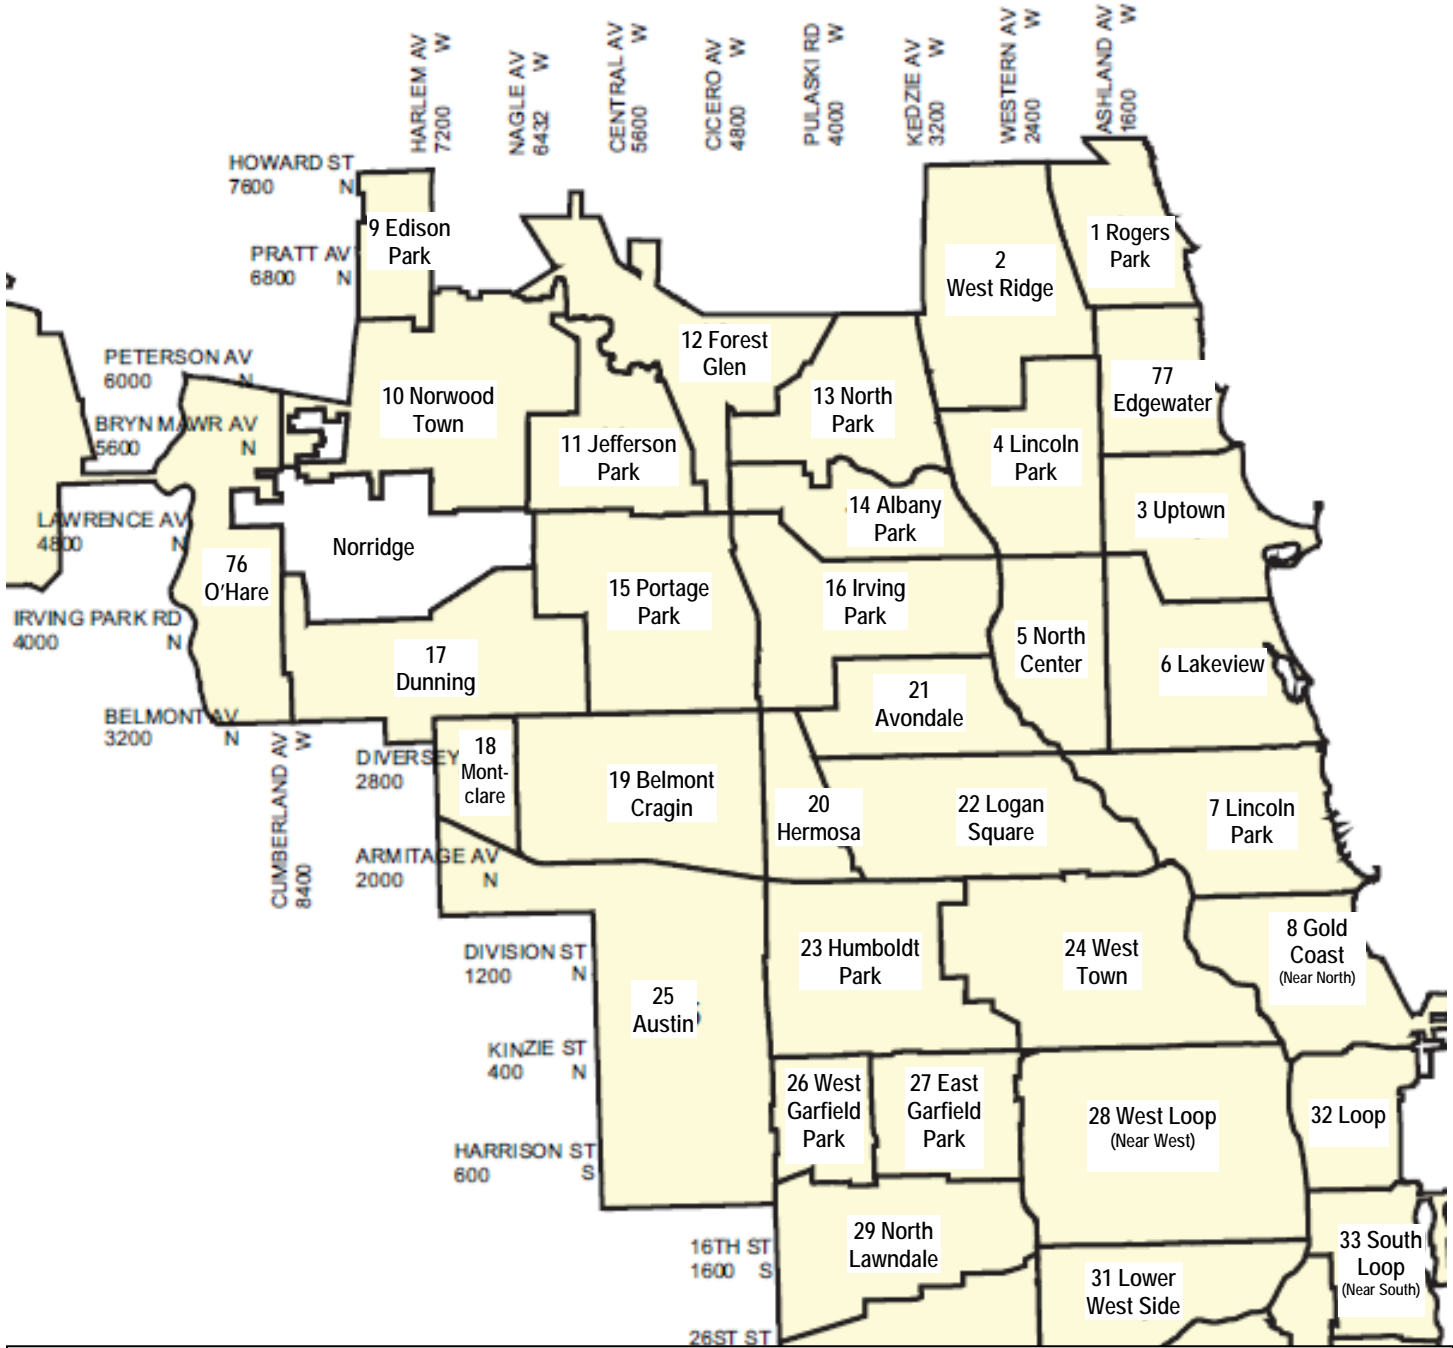 HARLEM AV
7200 W
NAGLE AV
6432 W
CENTRAL AV
5600 W
CICERO AV
4800 W
PULASKI RD
4000 W
KEDZIE AV
3200 W
WESTERN AV
2400 W
ASHLAND AV
1600 W
HOWARD ST
7600 N
9 Edison
Park
PRATT AV
6800 N
1 Rogers
Park
2
West Ridge
12 Forest
Glen
PETERSON AV
6000 N
10 Norwood
Town
13 North
Park
77
Edgewater
BRYN MAWR AV
5600 N
11 Jefferson
Park
4 Lincoln
Park
14 Albany
Park
3 Uptown
LAWRENCE AV
4800 N
Norridge
76
O'Hare
15 Portage
Park
16 Irving
Park
IRVING PARK RD
4000 N
5 North
Center
6 Lakeview
17
Dunning
21
Avondale
BELMONT AV
3200 N
CUMBERLAND AV
8400 W
DIVERSEY
2800
18
Mont-
clare
19 Belmont
Cragin
20
Hermosa
22 Logan
Square
7 Lincoln
Park
ARMITAGE AV
2000 N
DIVISION ST
1200 N
23 Humboldt
Park
24 West
Town
8 Gold
Coast
(Near North)
25
Austin
KINZIE ST
400 N
26 West
Garfield
Park
27 East
Garfield
Park
28 West Loop
(Near West)
32 Loop
HARRISON ST
600 S
29 North
Lawndale
16TH ST
1600 S
31 Lower
West Side
33 South
Loop
(Near South)
26ST ST